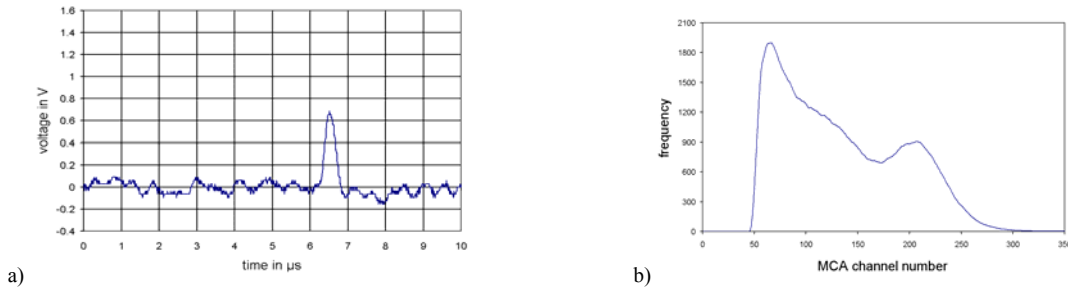 1.6
1.4
1.2
1
0.8
0.6
0.4
0.2
0
-0.2
-0.4
voltage in V
0 1 2 3 4 5 6 7 8 9 10
time in µs
a)
2100
1800
1500
1200
900
600
300
0
frequency
0 50 100 150 200 250 300 350
MCA channel number
b)